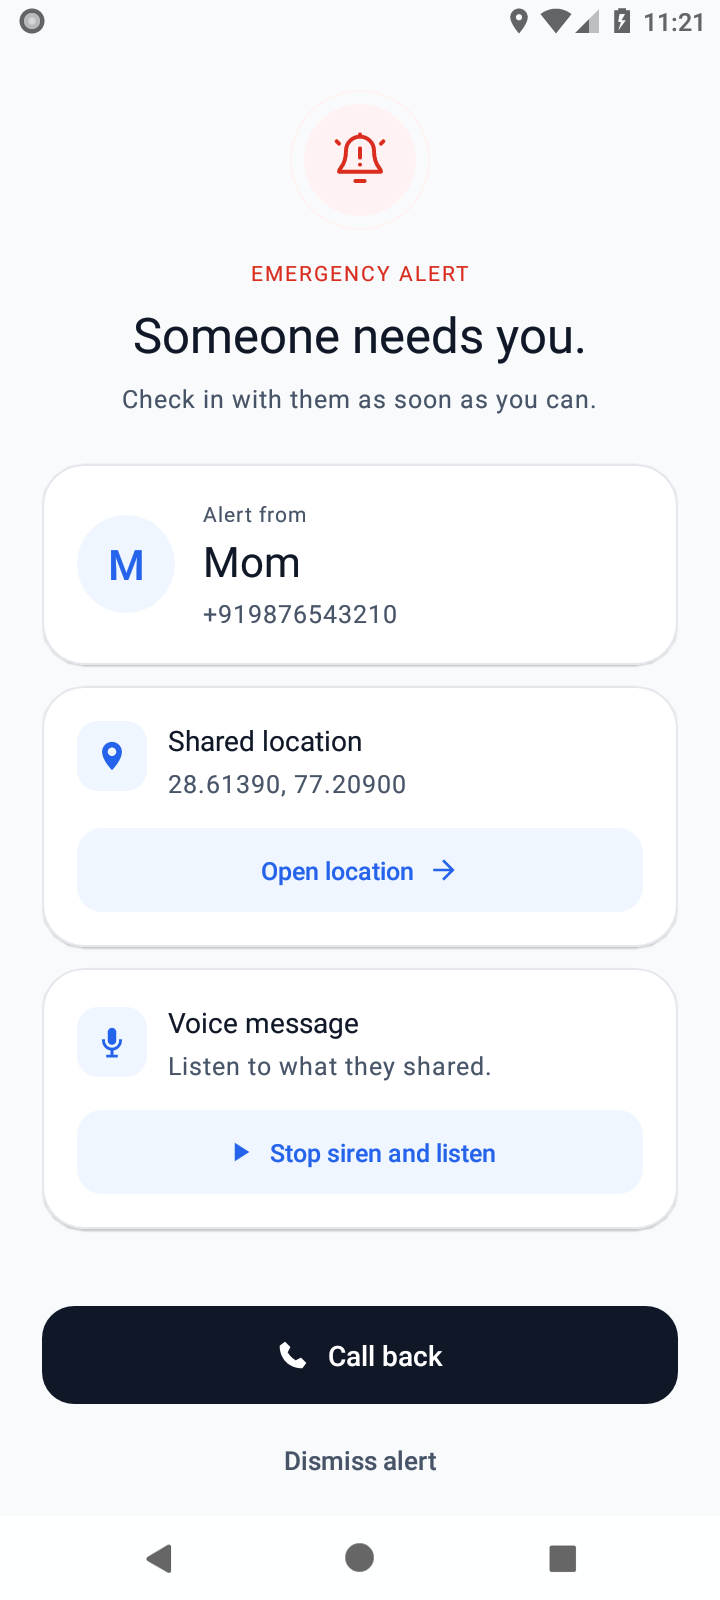 11:21
EMERGENCY ALERT
Someone needs you.
Check in with them as soon as you can.
Alert from
M
Mom
+919876543210
Shared location
28.61390, 77.20900
Open location
Voice message
Listen to what they shared.
Stop siren and listen
Call back
Dismiss alert